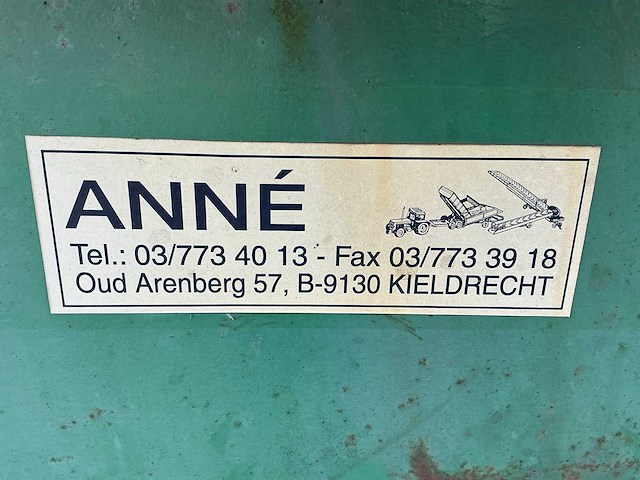 ANNÉ
Tel.: 03/773 40 13 - Fax 03/773 39 18
Oud Arenberg 57, B-9130 KIELDRECHT